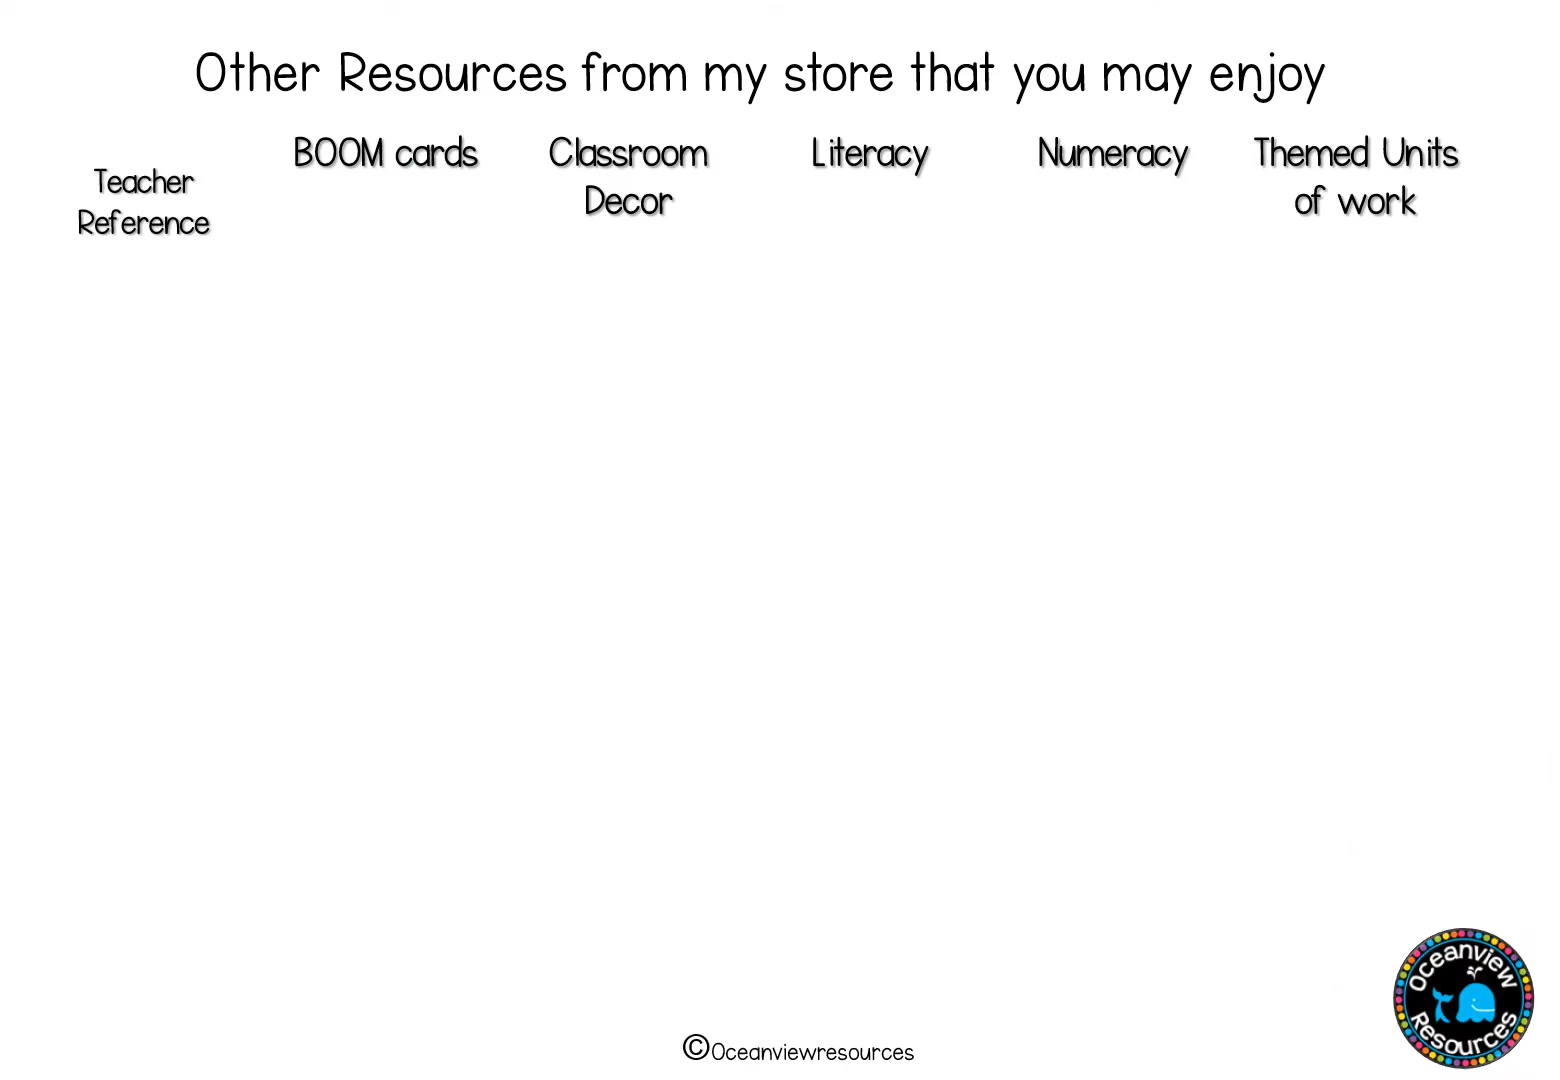 Other Resources from my store that you may enjoy
Teacher
Reference
BOOM cards
Classroom
Decor
Literacy
Numeracy
Themed Units
of work
©Oceanviewresources
Oceanview
Resources